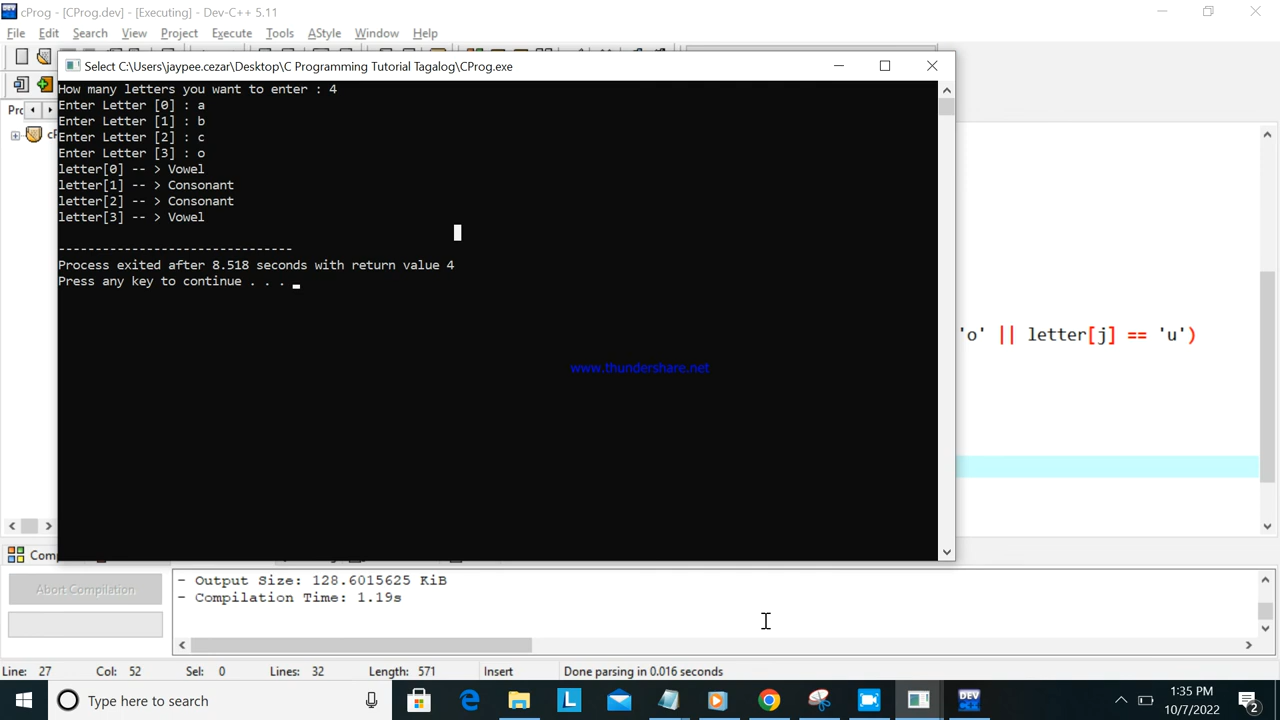 cProg - [CProg.dev] - [Executing] - Dev-C++ 5.11
File Edit Search View Project Execute Tools AStyle Window Help
Select C:\Users\jaypee.cezar\Desktop\C Programming Tutorial Tagalog\CProg.exe
How many letters you want to enter : 4
Enter Letter [0] : a
Enter Letter [1] : b
Enter Letter [2] : c
Enter Letter [3] : o
letter[0] -- > Vowel
letter[1] -- > Consonant
letter[2] -- > Consonant
letter[3] -- > Vowel
--------------------------------
Process exited after 8.518 seconds with return value 4
Press any key to continue . . .
'o' || letter[j] == 'u')
www.thundershare.net
Abort Compilation
- Output Size: 128.6015625 KiB
- Compilation Time: 1.19s
Line: 27 Col: 52 Sel: 0 Lines: 32 Length: 571 Insert Done parsing in 0.016 seconds
Type here to search
L
DEV
1:35 PM
10/7/2022
2